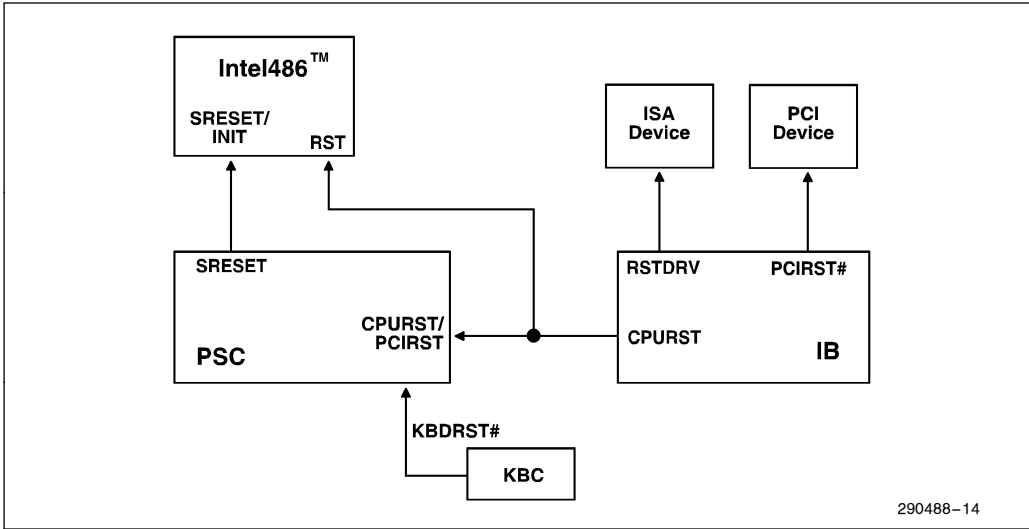 Intel486™
SRESET/
INIT
RST
ISA
Device
PCI
Device
SRESET
CPURST/
PCIRST
PSC
RSTDRV
PCIRST#
CPURST
IB
KBDRST#
KBC
290488–14